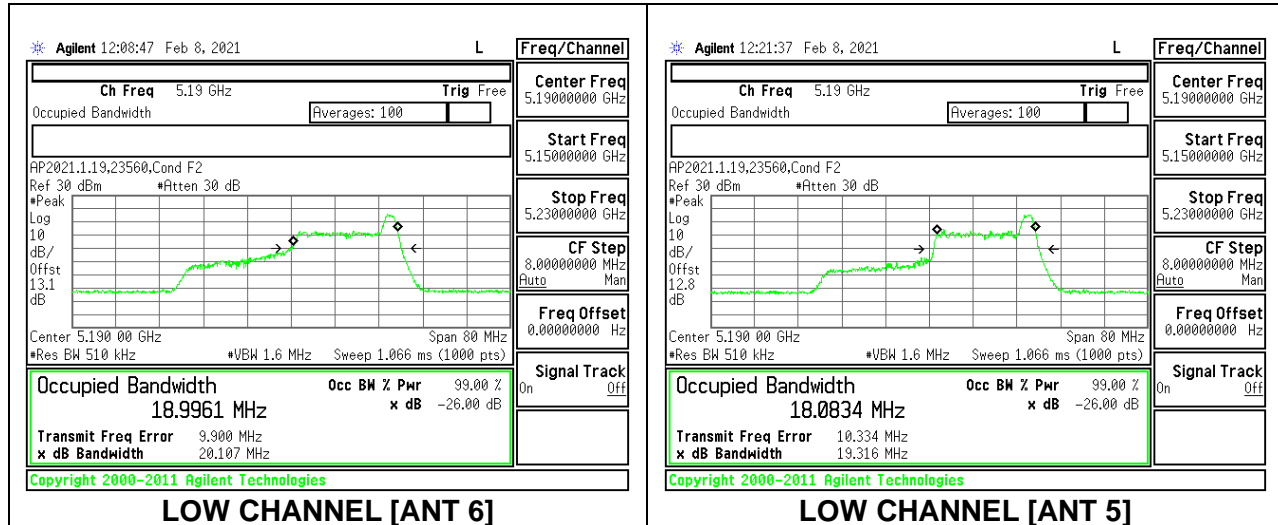 Agilent 12:08:47 Feb 8, 2021 L
Freq/Channel
Ch Freq 5.19 GHz Trig Free
Occupied Bandwidth Averages: 100
AP2021.1.19,23560,Cond F2
Ref 30 dBm #Atten 30 dB
#Peak
Log
10
dB/
Offst
13.1
dB
Center 5.190 00 GHz Span 80 MHz
#Res BW 510 kHz #VBW 1.6 MHz Sweep 1.066 ms (1000 pts)
Occupied Bandwidth Occ BW % Pwr 99.00 %
18.9961 MHz x dB -26.00 dB
Transmit Freq Error 9.900 MHz
x dB Bandwidth 20.107 MHz
Copyright 2000-2011 Agilent Technologies
Center Freq
5.19000000 GHz
Start Freq
5.15000000 GHz
Stop Freq
5.23000000 GHz
CF Step
8.00000000 MHz
Auto Man
Freq Offset
0.00000000 Hz
Signal Track
On Off
LOW CHANNEL [ANT 6]
Agilent 12:21:37 Feb 8, 2021 L
Freq/Channel
Ch Freq 5.19 GHz Trig Free
Occupied Bandwidth Averages: 100
AP2021.1.19,23560,Cond F2
Ref 30 dBm #Atten 30 dB
#Peak
Log
10
dB/
Offst
12.8
dB
Center 5.190 00 GHz Span 80 MHz
#Res BW 510 kHz #VBW 1.6 MHz Sweep 1.066 ms (1000 pts)
Occupied Bandwidth Occ BW % Pwr 99.00 %
18.0834 MHz x dB -26.00 dB
Transmit Freq Error 10.334 MHz
x dB Bandwidth 19.316 MHz
Copyright 2000-2011 Agilent Technologies
Center Freq
5.19000000 GHz
Start Freq
5.15000000 GHz
Stop Freq
5.23000000 GHz
CF Step
8.00000000 MHz
Auto Man
Freq Offset
0.00000000 Hz
Signal Track
On Off
LOW CHANNEL [ANT 5]